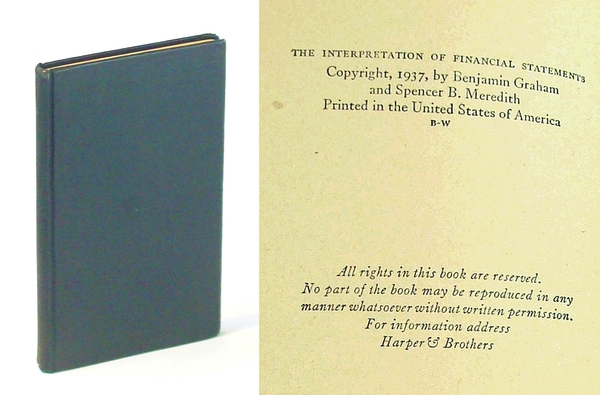 THE INTERPRETATION OF FINANCIAL STATEMENTS
Copyright, 1937, by Benjamin Graham
and Spencer B. Meredith
Printed in the United States of America
B-W
All rights in this book are reserved.
No part of the book may be reproduced in any
manner whatsoever without written permission.
For information address
Harper & Brothers